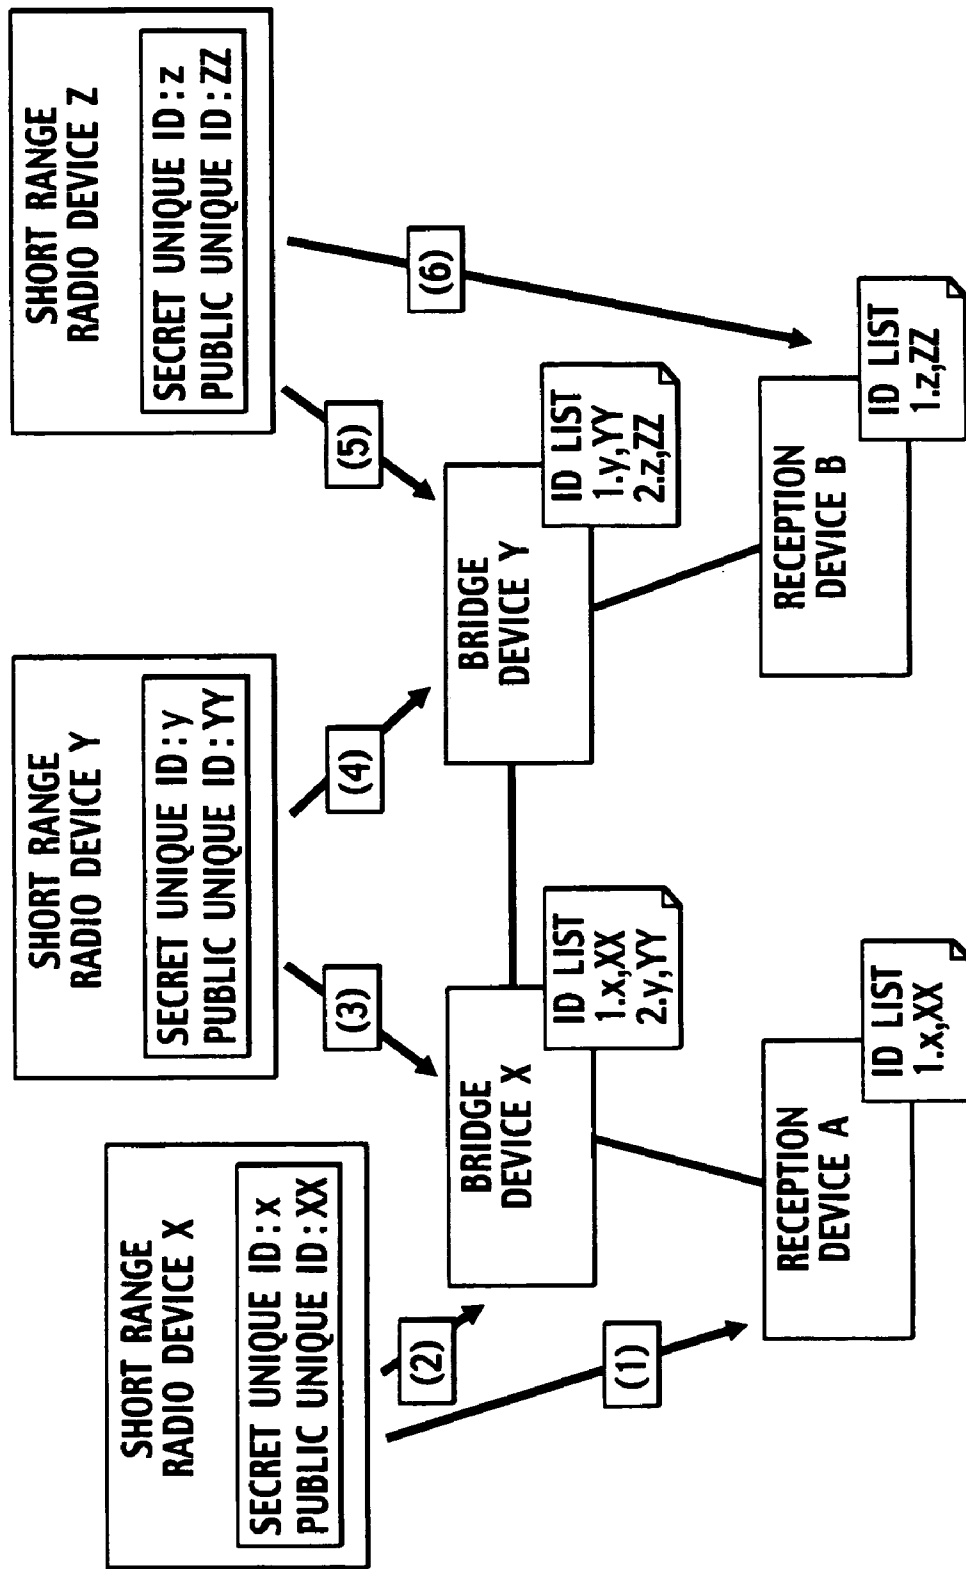 SHORT RANGE
RADIO DEVICE X
SECRET UNIQUE ID:x
PUBLIC UNIQUE ID:XX
SHORT RANGE
RADIO DEVICE Y
SECRET UNIQUE ID:y
PUBLIC UNIQUE ID:YY
SHORT RANGE
RADIO DEVICE Z
SECRET UNIQUE ID:z
PUBLIC UNIQUE ID:ZZ
(1)
(2)
(3)
(4)
(5)
(6)
BRIDGE
DEVICE X
ID LIST
1.x,XX
2.y,YY
BRIDGE
DEVICE Y
ID LIST
1.y,YY
2.z,ZZ
RECEPTION
DEVICE A
ID LIST
1.x,XX
RECEPTION
DEVICE B
ID LIST
1.z,ZZ